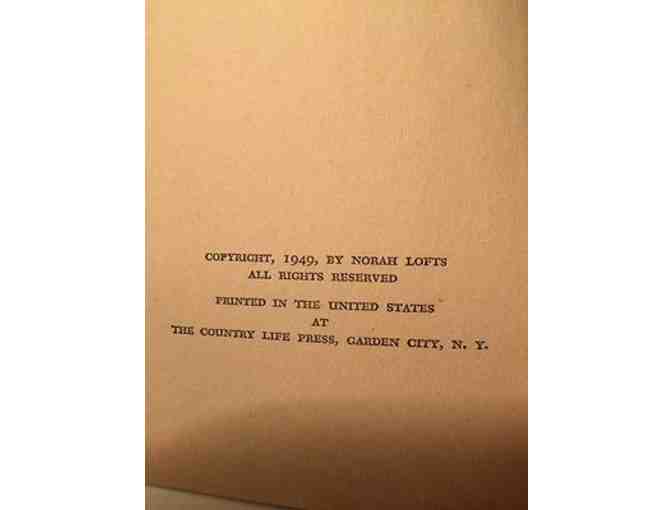 COPYRIGHT, 1949, BY NORAH LOFTS
ALL RIGHTS RESERVED
PRINTED IN THE UNITED STATES
AT
THE COUNTRY LIFE PRESS, GARDEN CITY, N. Y.